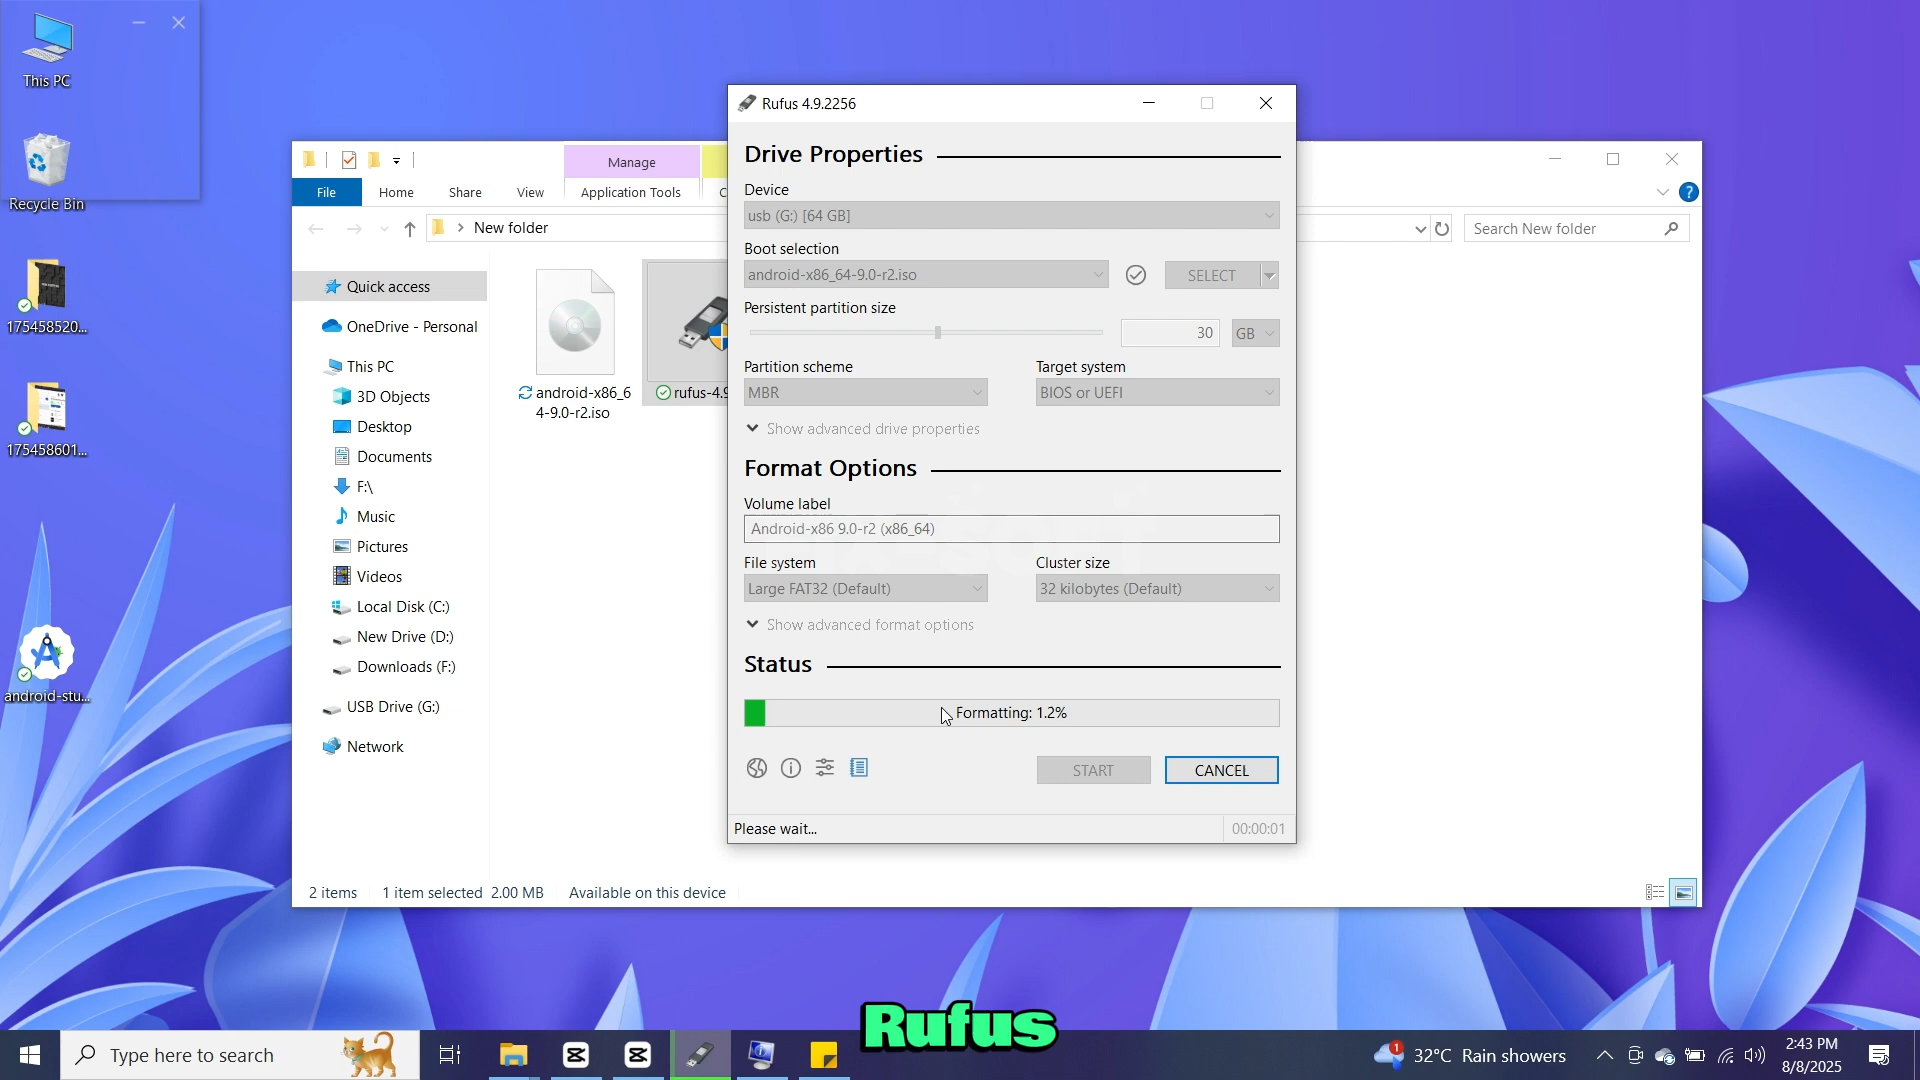 This PC
Recycle Bin
175458520...
175458601...
android-stu...
Manage
File
Home
Share
View
Application Tools
New folder
Search New folder
Quick access
OneDrive - Personal
This PC
3D Objects
Desktop
Documents
F:\
Music
Pictures
Videos
Local Disk (C:)
New Drive (D:)
Downloads (F:)
USB Drive (G:)
Network
android-x86_6
4-9.0-r2.iso
rufus-4.9
2 items
1 item selected 2.00 MB
Available on this device
Rufus 4.9.2256
Drive Properties
Device
usb (G:) [64 GB]
Boot selection
android-x86_64-9.0-r2.iso
SELECT
Persistent partition size
30
GB
Partition scheme
Target system
MBR
BIOS or UEFI
Show advanced drive properties
Format Options
Volume label
Android-x86 9.0-r2 (x86_64)
File system
Cluster size
Large FAT32 (Default)
32 kilobytes (Default)
Show advanced format options
Status
Formatting: 1.2%
START
CANCEL
Please wait...
00:00:01
Rufus
Type here to search
1
32°C Rain showers
2:43 PM
8/8/2025